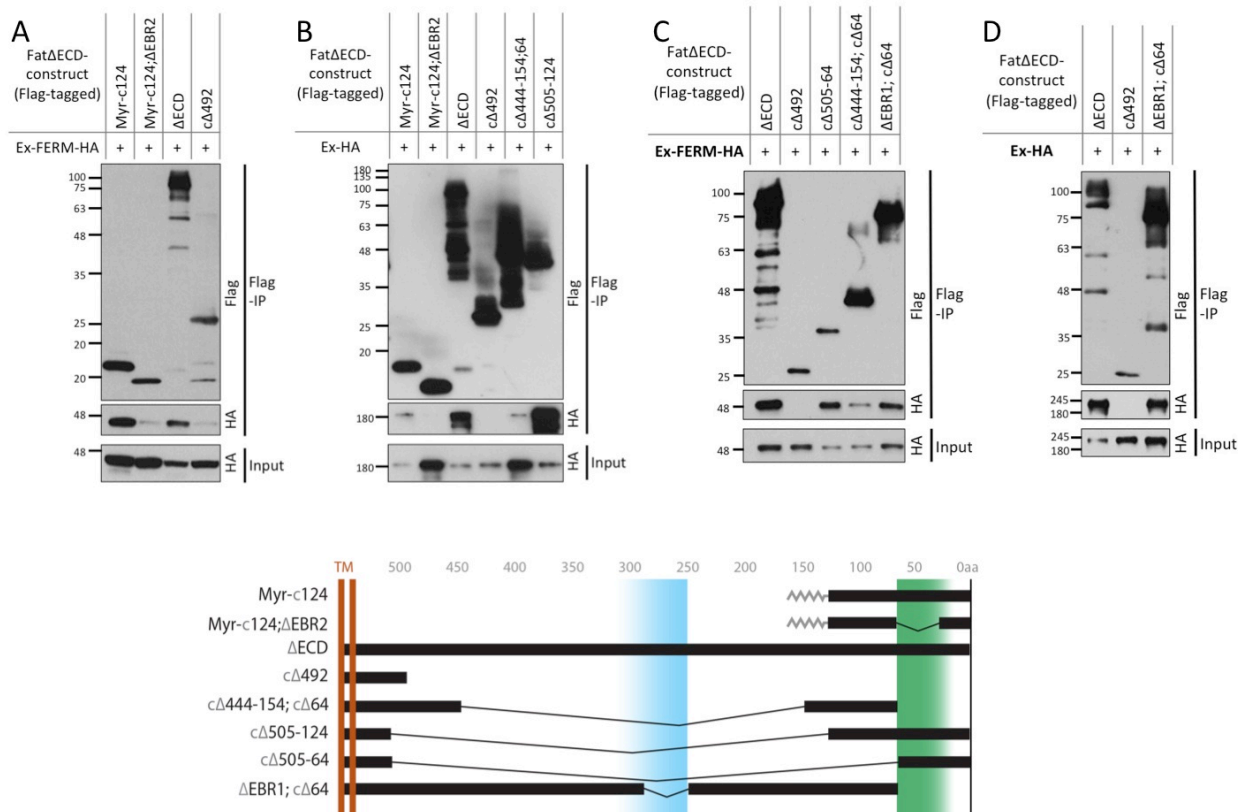 A
FatΔECD-
construct
(Flag-tagged)
Myr-c124
Myr-c124;ΔEBR2
ΔECD
cΔ492
Ex-FERM-HA + + + +
100
75
63
48
35
25
20
Flag
48
HA
Flag
-IP
48
HA
Input
B
FatΔECD-
construct
(Flag-tagged)
Myr-c124
Myr-c124;ΔEBR2
ΔECD
cΔ492
cΔ444-154;64
cΔ505-124
Ex-HA + + + + + +
180
135
100
75
63
48
35
25
20
Flag
180
HA
Flag
-IP
180
HA
Input
C
FatΔECD-
construct
(Flag-tagged)
ΔECD
cΔ492
cΔ505-64
cΔ444-154; cΔ64
ΔEBR1; cΔ64
Ex-FERM-HA + + + + +
100
75
63
48
35
25
Flag
48
HA
Flag
-IP
48
HA
Input
D
FatΔECD-
construct
(Flag-tagged)
ΔECD
cΔ492
ΔEBR1; cΔ64
Ex-HA + + +
100
75
63
48
35
25
Flag
245
180
HA
Flag
-IP
245
180
HA
Input
TM 500 450 400 350 300 250 200 150 100 50 0aa
Myr-c124
Myr-c124;ΔEBR2
ΔECD
cΔ492
cΔ444-154; cΔ64
cΔ505-124
cΔ505-64
ΔEBR1; cΔ64